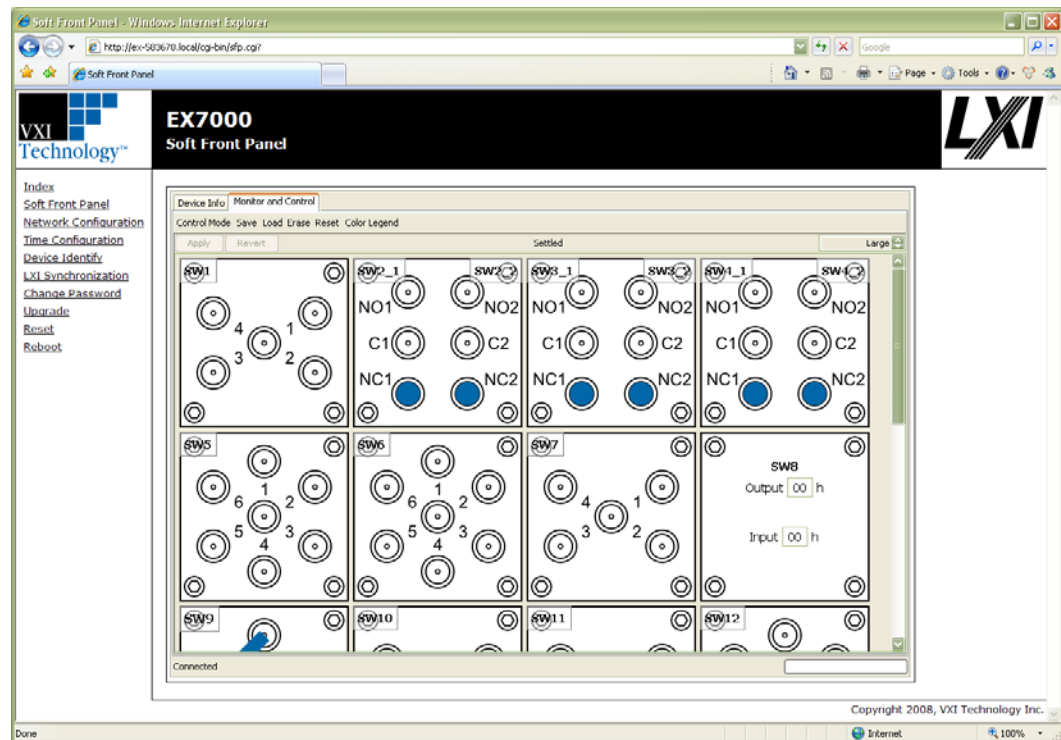 Soft Front Panel - Windows Internet Explorer
http://ex-583670.local/cgi-bin/sfp.cgi?
Google
Soft Front Panel
Page
Tools
VXI
Technology™
EX7000
Soft Front Panel
LXI
Index
Soft Front Panel
Network Configuration
Time Configuration
Device Identify
LXI Synchronization
Change Password
Upgrade
Reset
Reboot
Device Info Monitor and Control
Control Mode Save Load Erase Reset Color Legend
Apply Revert Settled Large
SW1
4 1
3 2
SW2_1 SW2_2
NO1 NO2
C1 C2
NC1 NC2
SW3_1 SW3_2
NO1 NO2
C1 C2
NC1 NC2
SW4_1 SW4_2
NO1 NO2
C1 C2
NC1 NC2
SW5
1
6 2
5 3
4
SW6
1
6 2
5 3
4
SW7
4 1
3 2
SW8
Output 00 h
Input 00 h
SW9
SW10
SW11
SW12
Connected
Copyright 2008, VXI Technology Inc.
Done Internet 100%